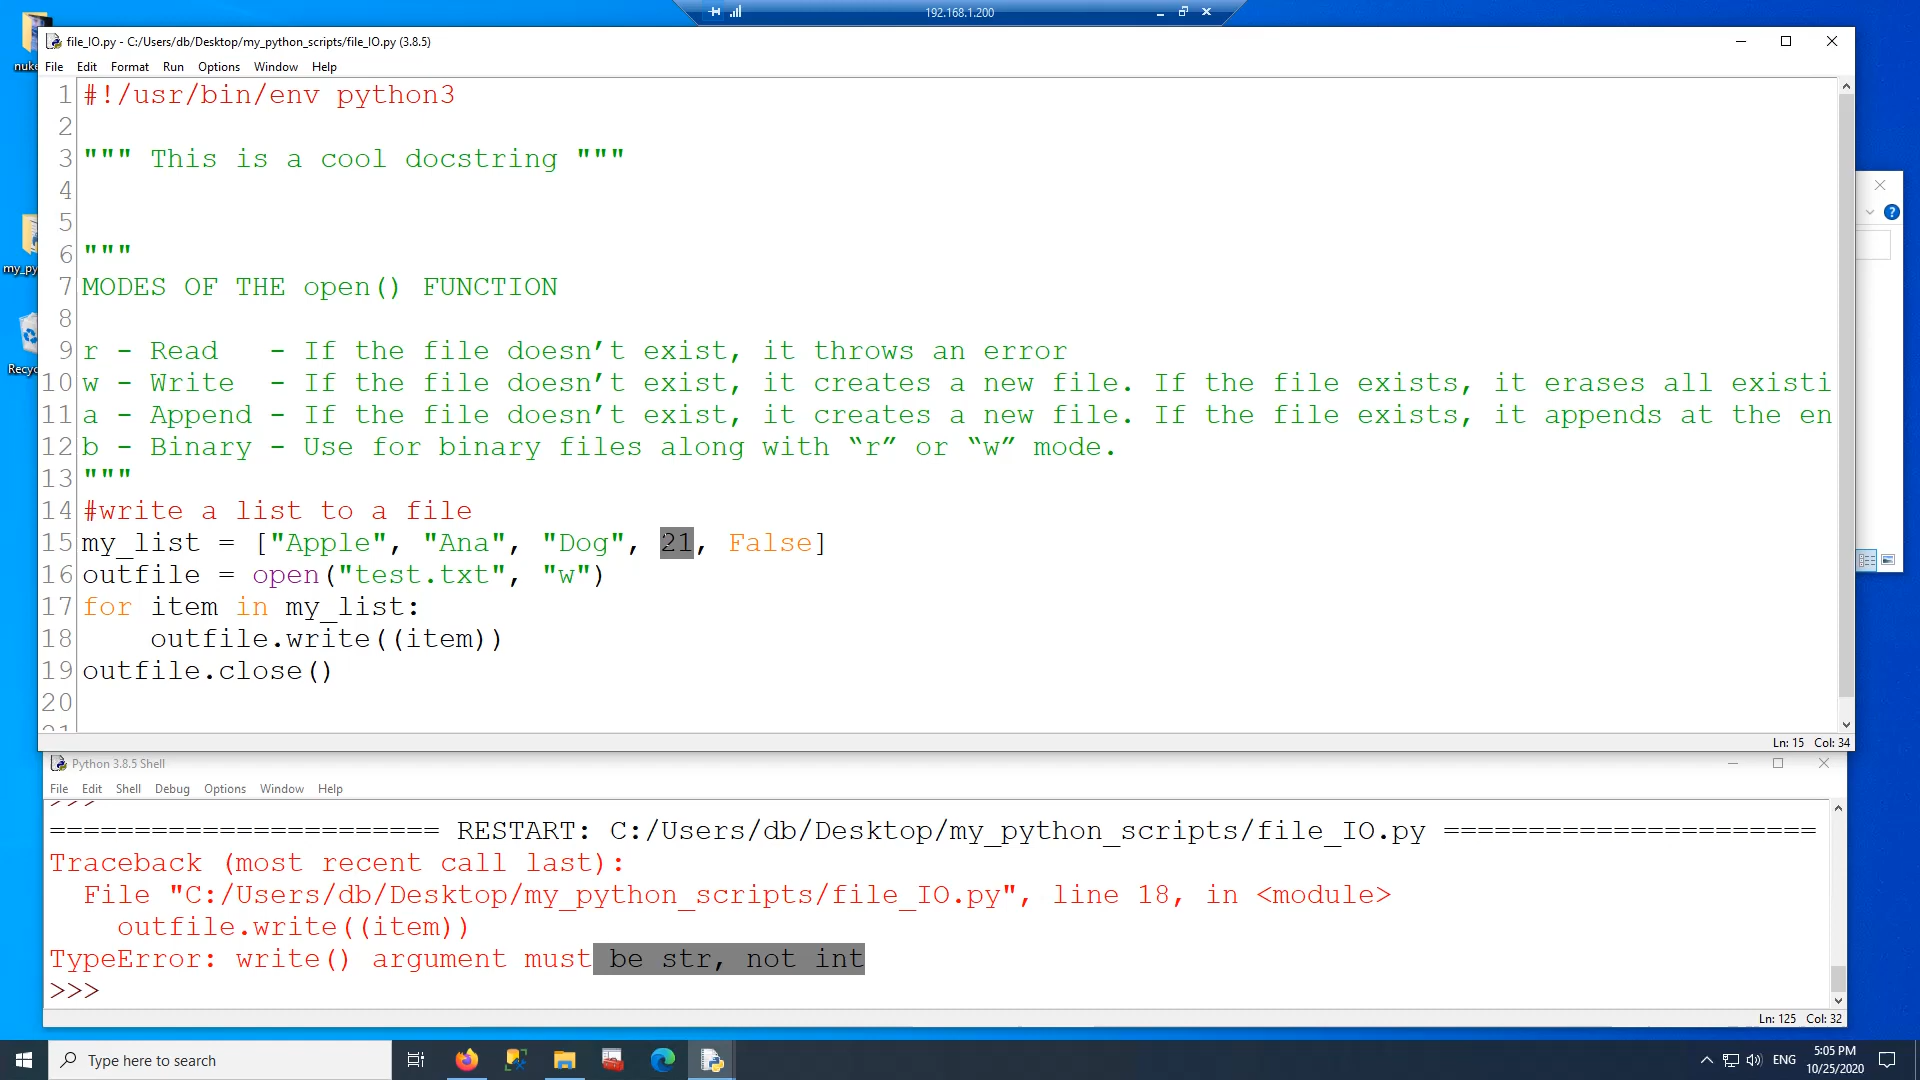 192.168.1.200
file_IO.py - C:/Users/db/Desktop/my_python_scripts/file_IO.py (3.8.5)
File Edit Format Run Options Window Help
1 #!/usr/bin/env python3
2
3 """ This is a cool docstring """
4
5
6 """
7 MODES OF THE open() FUNCTION
8
9 r - Read   - If the file doesn’t exist, it throws an error
10 w - Write  - If the file doesn’t exist, it creates a new file. If the file exists, it erases all existi
11 a - Append - If the file doesn’t exist, it creates a new file. If the file exists, it appends at the en
12 b - Binary - Use for binary files along with “r” or “w” mode.
13 """
14 #write a list to a file
15 my_list = ["Apple", "Ana", "Dog", 21, False]
16 outfile = open("test.txt", "w")
17 for item in my_list:
18     outfile.write((item))
19 outfile.close()
20
21
Ln: 15 Col: 34
Python 3.8.5 Shell
File Edit Shell Debug Options Window Help
>>>
======================= RESTART: C:/Users/db/Desktop/my_python_scripts/file_IO.py ======================
Traceback (most recent call last):
  File "C:/Users/db/Desktop/my_python_scripts/file_IO.py", line 18, in <module>
    outfile.write((item))
TypeError: write() argument must be str, not int
>>>
Ln: 125 Col: 32
nuke
my_py
Recyc
Type here to search
ENG
5:05 PM
10/25/2020